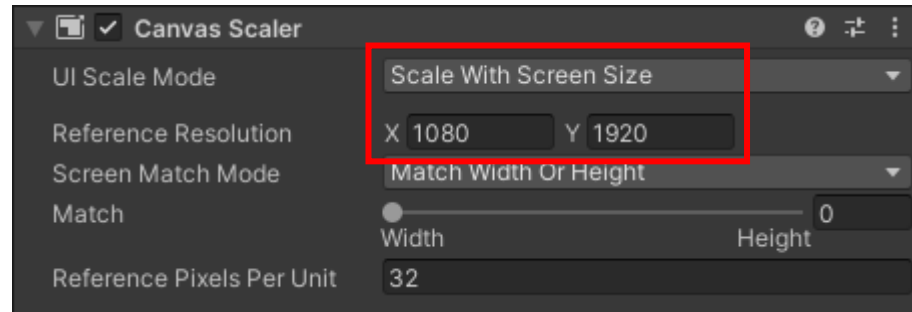 Canvas Scaler
UI Scale Mode Scale With Screen Size
Reference Resolution X 1080 Y 1920
Screen Match Mode Match Width Or Height
Match 0
Width Height
Reference Pixels Per Unit 32